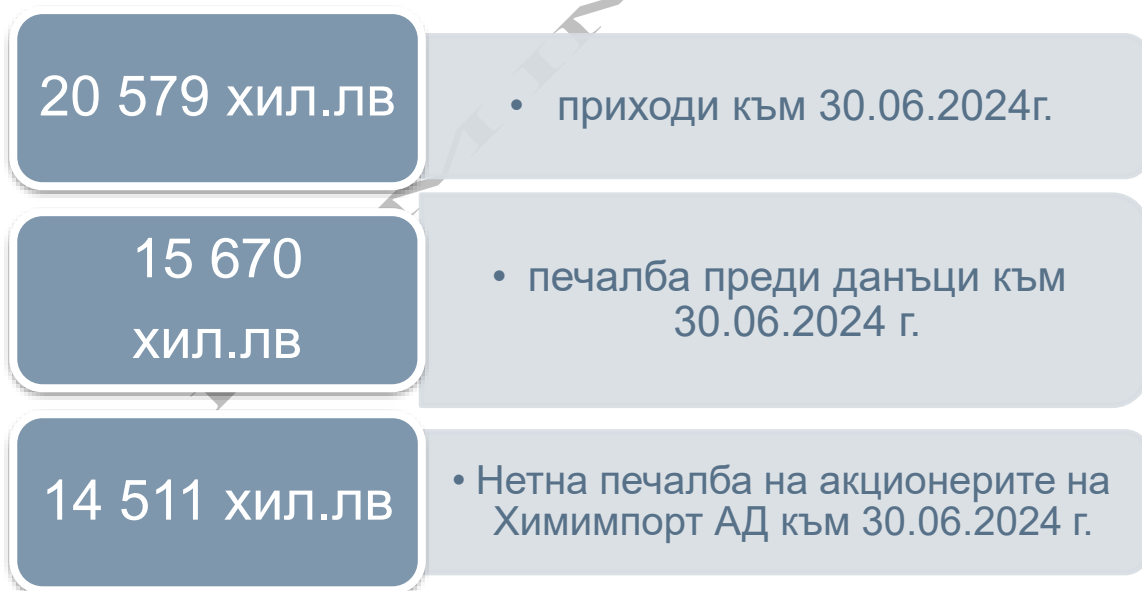 20 579 хил.лв
• приходи към 30.06.2024г.
15 670
хил.лв
• печалба преди данъци към
30.06.2024 г.
14 511 хил.лв
• Нетна печалба на акционерите на
Химимпорт АД към 30.06.2024 г.